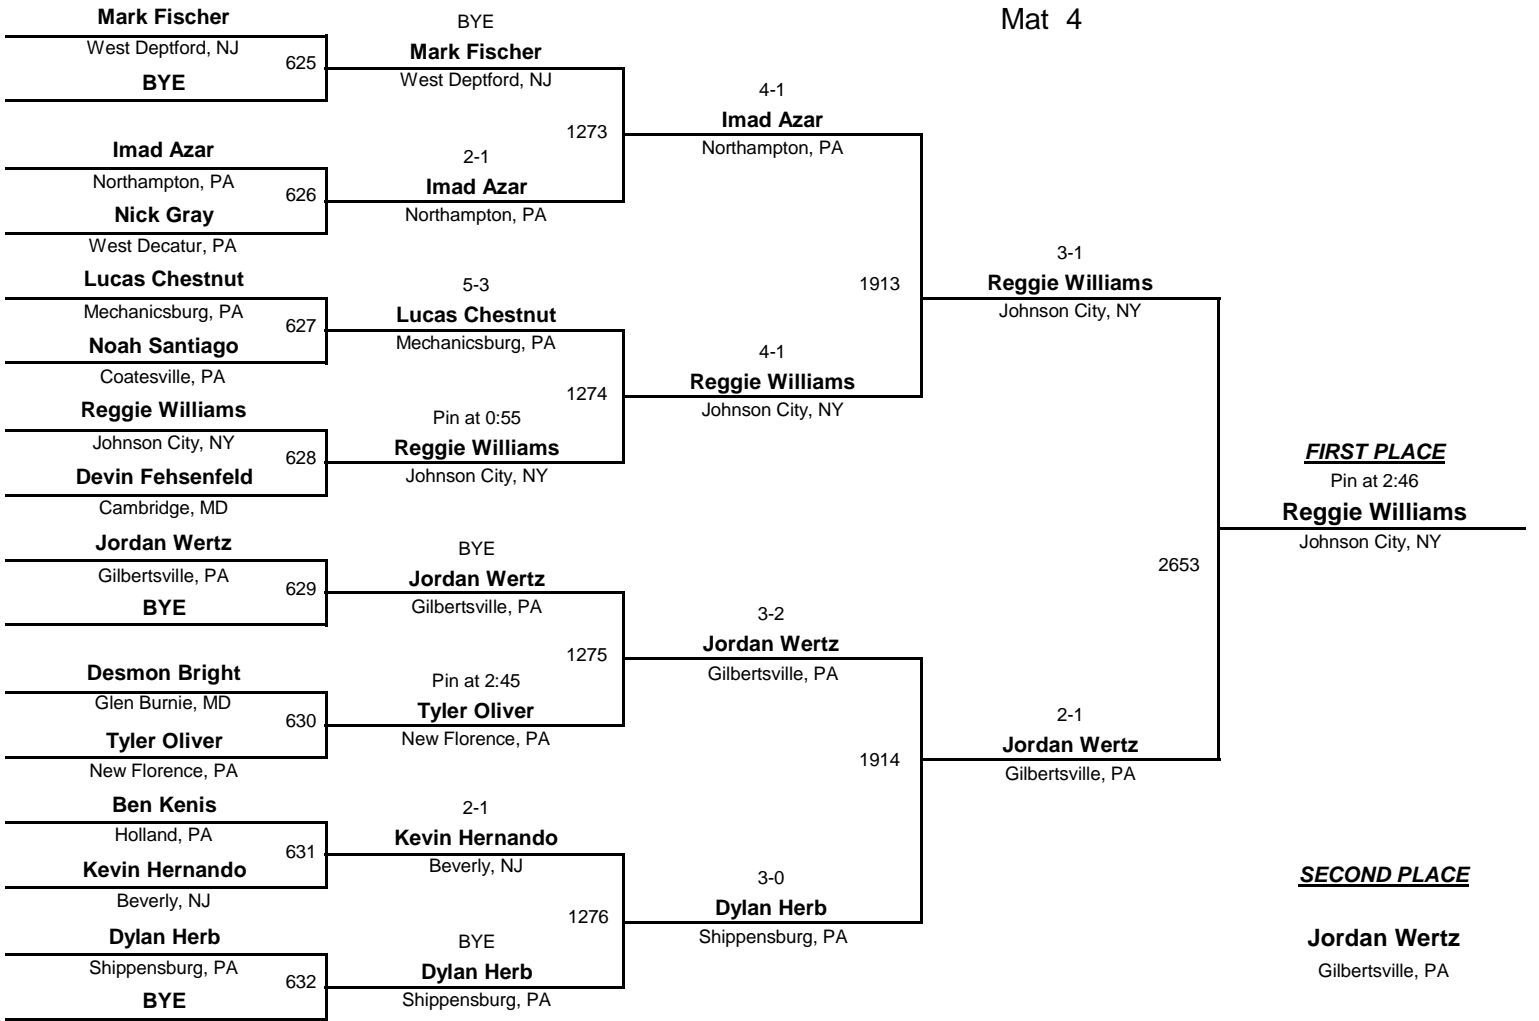 Mat 4
Mark Fischer
West Deptford, NJ
625
BYE
Imad Azar
Northampton, PA
626
Nick Gray
West Decatur, PA
Lucas Chestnut
Mechanicsburg, PA
627
Noah Santiago
Coatesville, PA
Reggie Williams
Johnson City, NY
628
Devin Fehsenfeld
Cambridge, MD
Jordan Wertz
Gilbertsville, PA
629
BYE
Desmon Bright
Glen Burnie, MD
630
Tyler Oliver
New Florence, PA
Ben Kenis
Holland, PA
631
Kevin Hernando
Beverly, NJ
Dylan Herb
Shippensburg, PA
632
BYE
BYE
Mark Fischer
West Deptford, NJ
1273
2-1
Imad Azar
Northampton, PA
5-3
Lucas Chestnut
Mechanicsburg, PA
1274
Pin at 0:55
Reggie Williams
Johnson City, NY
BYE
Jordan Wertz
Gilbertsville, PA
1275
Pin at 2:45
Tyler Oliver
New Florence, PA
2-1
Kevin Hernando
Beverly, NJ
1276
BYE
Dylan Herb
Shippensburg, PA
4-1
Imad Azar
Northampton, PA
1913
4-1
Reggie Williams
Johnson City, NY
3-2
Jordan Wertz
Gilbertsville, PA
1914
3-0
Dylan Herb
Shippensburg, PA
3-1
Reggie Williams
Johnson City, NY
2653
2-1
Jordan Wertz
Gilbertsville, PA
FIRST PLACE
Pin at 2:46
Reggie Williams
Johnson City, NY
SECOND PLACE
Jordan Wertz
Gilbertsville, PA